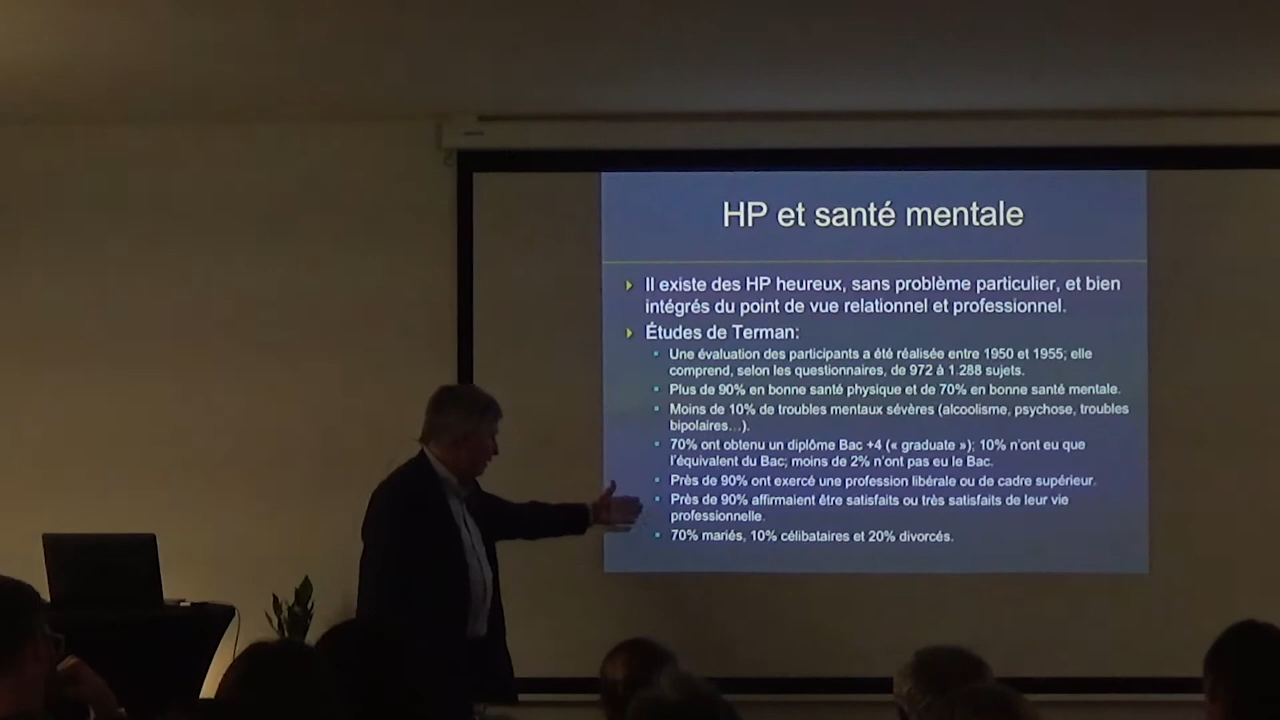 HP et santé mentale
Il existe des HP heureux, sans problème particulier, et bien
intégrés du point de vue relationnel et professionnel.
Études de Terman:
Une évaluation des participants a été réalisée entre 1950 et 1955; elle
comprend, selon les questionnaires, de 972 à 1.288 sujets.
Plus de 90% en bonne santé physique et de 70% en bonne santé mentale.
Moins de 10% de troubles mentaux sévères (alcoolisme, psychose, troubles
bipolaires…).
70% ont obtenu un diplôme Bac +4 (« graduate »); 10% n'ont eu que
l'équivalent du Bac; moins de 2% n'ont pas eu le Bac.
Près de 90% ont exercé une profession libérale ou de cadre supérieur.
Près de 90% affirmaient être satisfaits ou très satisfaits de leur vie
professionnelle.
70% mariés, 10% célibataires et 20% divorcés.